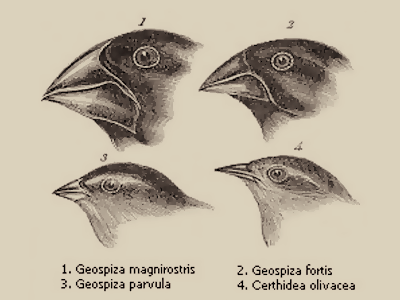 1
2
3
4
1. Geospiza magnirostris 2. Geospiza fortis
3. Geospiza parvula 4. Certhidea olivacea